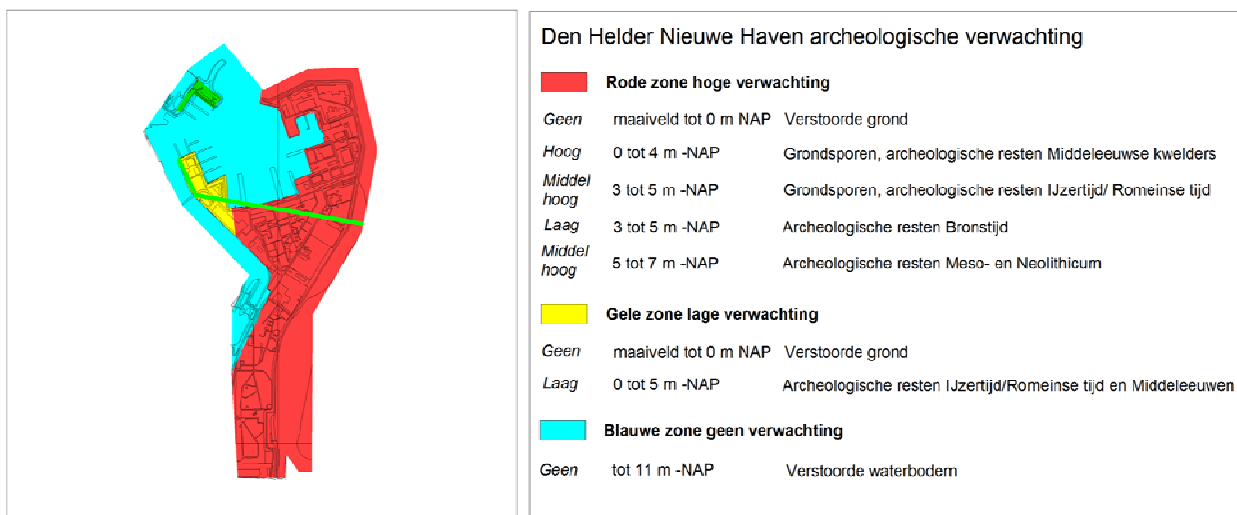 Den Helder Nieuwe Haven archeologische verwachting
Rode zone hoge verwachting
Geen maaiveld tot 0 m NAP Verstoorde grond
Hoog 0 tot 4 m -NAP Grondsporen, archeologische resten Middeleeuwse kwelders
Middel
hoog 3 tot 5 m -NAP Grondsporen, archeologische resten IJzertijd/ Romeinse tijd
Laag 3 tot 5 m -NAP Archeologische resten Bronstijd
Middel
hoog 5 tot 7 m -NAP Archeologische resten Meso- en Neolithicum
Gele zone lage verwachting
Geen maaiveld tot 0 m NAP Verstoorde grond
Laag 0 tot 5 m -NAP Archeologische resten IJzertijd/Romeinse tijd en Middeleeuwen
Blauwe zone geen verwachting
Geen tot 11 m -NAP Verstoorde waterbodem